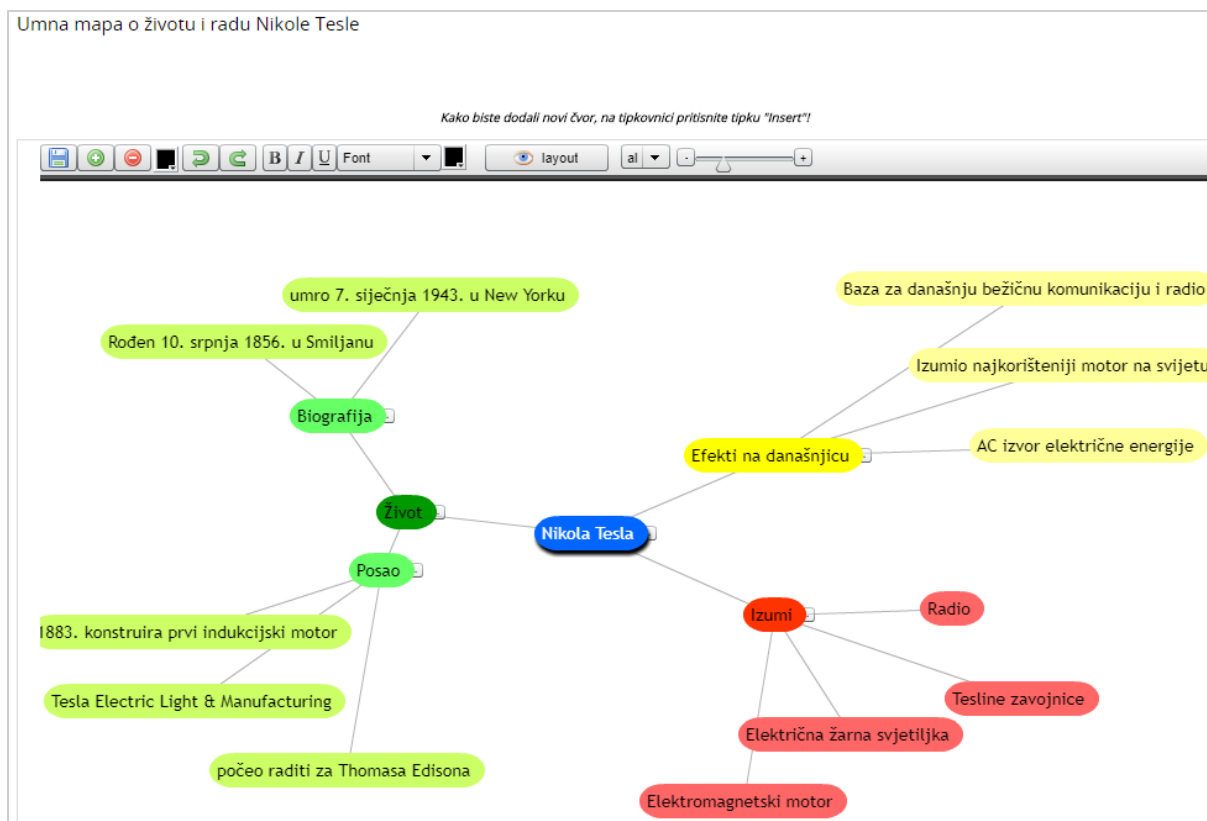 Umna mapa o životu i radu Nikole Tesle
Kako biste dodali novi čvor, na tipkovnici pritisnite tipku "Insert"!
B I U Font layout al - +
umro 7. siječnja 1943. u New Yorku
Rođen 10. srpnja 1856. u Smiljanu
Biografija
Život
Posao
1883. konstruira prvi indukcijski motor
Tesla Electric Light & Manufacturing
počeo raditi za Thomasa Edisona
Nikola Tesla
Baza za današnju bežičnu komunikaciju i radio
Izumio najkorišteniji motor na svijetu
Efekti na današnjicu
AC izvor električne energije
Izumi
Radio
Tesline zavojnice
Električna žarna svjetiljka
Elektromagnetski motor